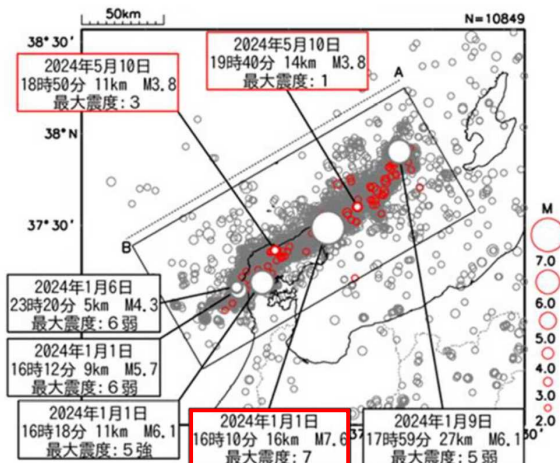 50km
N=10849
38°30'
2024年5月10日
19時40分 14km M3.8
最大震度:1
2024年5月10日
18時50分 11km M3.8
最大震度:3
A
38°N
37°30'
B
M
7.0
6.0
5.0
4.0
3.0
2.0
2024年1月6日
23時20分 5km M4.3
最大震度:6弱
2024年1月1日
16時12分 9km M5.7
最大震度:6弱
2024年1月1日
16時18分 11km M6.1
最大震度:5強
2024年1月1日
16時10分 16km M7.6
最大震度:7
2024年1月9日
17時59分 27km M6.1
最大震度:5弱